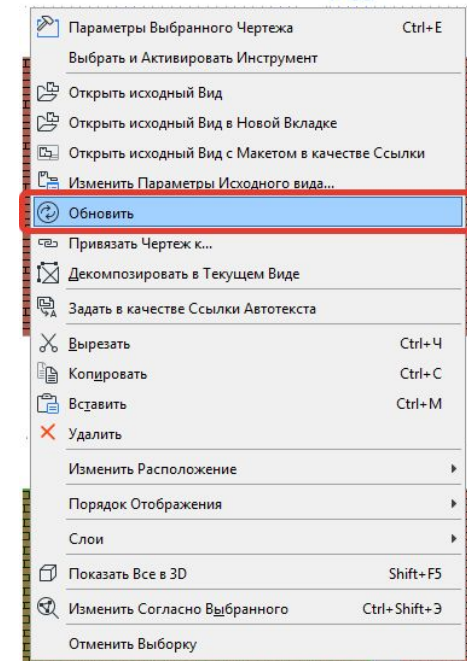 Параметры Выбранного Чертежа Ctrl+E
Выбрать и Активировать Инструмент
Открыть исходный Вид
Открыть исходный Вид в Новой Вкладке
Открыть исходный Вид с Макетом в качестве Ссылки
Изменить Параметры Исходного вида...
Обновить
Привязать Чертеж к...
Декомпозировать в Текущем Виде
Задать в качестве Ссылки Автотекста
Вырезать Ctrl+Ч
Копировать Ctrl+C
Вставить Ctrl+M
Удалить
Изменить Расположение
Порядок Отображения
Слои
Показать Все в 3D Shift+F5
Изменить Согласно Выбранного Ctrl+Shift+Э
Отменить Выборку